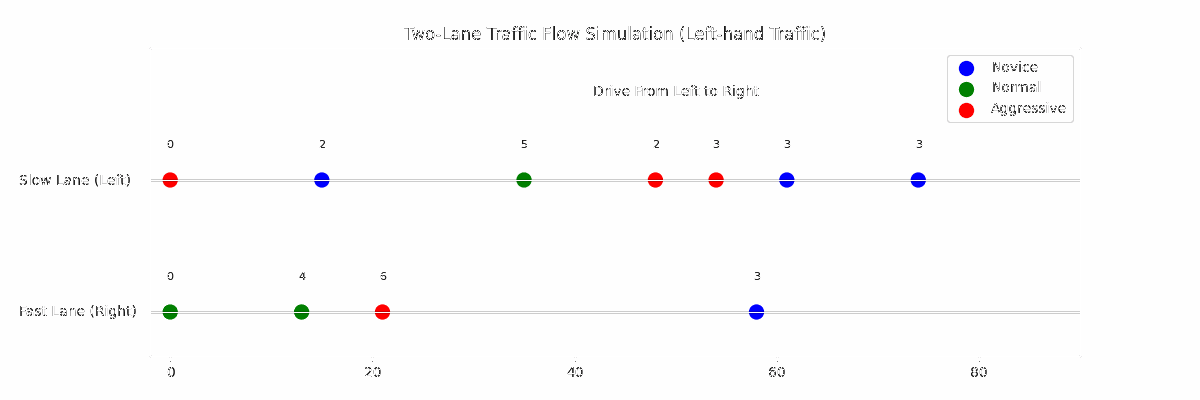 Two-Lane Traffic Flow Simulation (Left-hand Traffic)
Novice
Normal
Aggressive
Drive From Left to Right
0 2 5 2 3 3 3
Slow Lane (Left)
0 4 6 3
Fast Lane (Right)
0 20 40 60 80